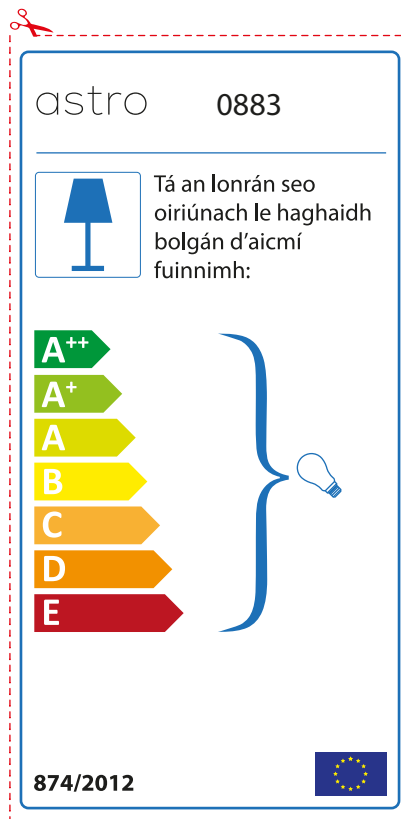 astro 0883
Tá an lonrán seo
oiriúnach le haghaidh
bolgán d'aicmí
fuinnimh:
A++
A+
A
B
C
D
E
874/2012